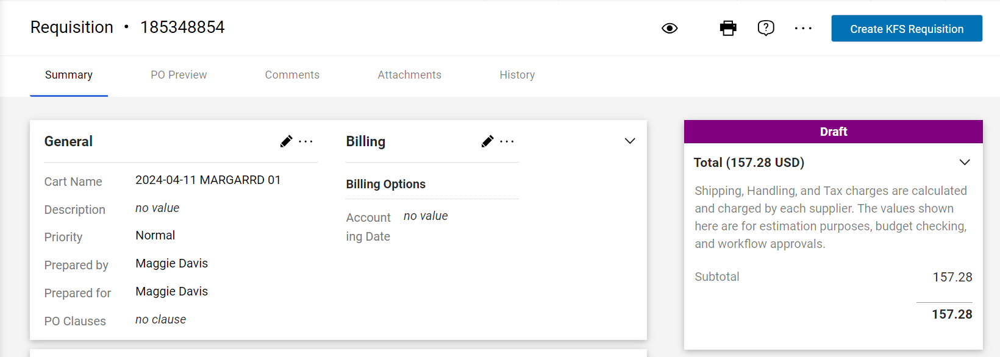 Requisition • 185348854
Create KFS Requisition
Summary
PO Preview
Comments
Attachments
History
General
Cart Name 2024-04-11 MARGARRD 01
Description no value
Priority Normal
Prepared by Maggie Davis
Prepared for Maggie Davis
PO Clauses no clause
Billing
Billing Options
Account no value
ing Date
Draft
Total (157.28 USD)
Shipping, Handling, and Tax charges are calculated
and charged by each supplier. The values shown
here are for estimation purposes, budget checking,
and workflow approvals.
Subtotal 157.28
157.28